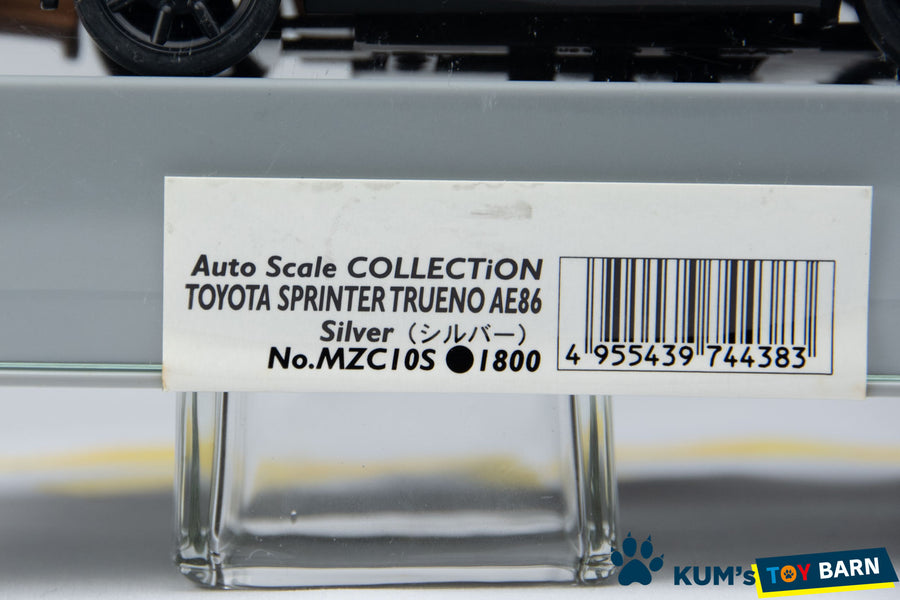 Auto Scale COLLECTiON
TOYOTA SPRINTER TRUENO AE86
Silver (シルバー)
No.MZC10S ●1800
4 955439 744383
KUM's TOY BARN